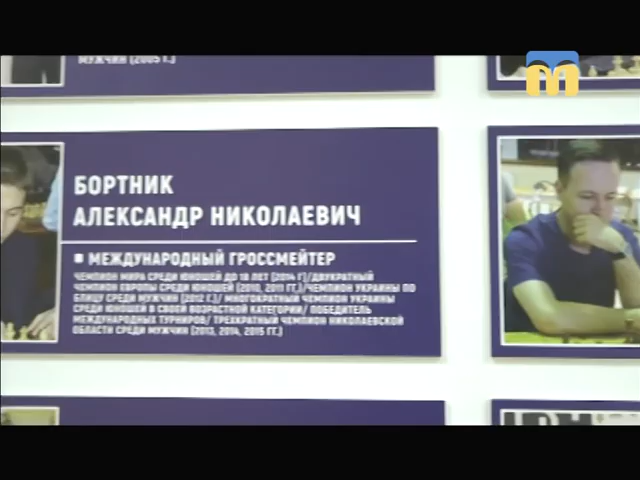 МУЖЧИН (2005 Г.)
БОРТНИК
АЛЕКСАНДР НИКОЛАЕВИЧ
МЕЖДУНАРОДНЫЙ ГРОССМЕЙТЕР
ЧЕМПИОН МИРА СРЕДИ ЮНОШЕЙ ДО 18 ЛЕТ (2014 Г)/ДВУКРАТНЫЙ
ЧЕМПИОН ЕВРОПЫ СРЕДИ ЮНОШЕЙ (2010, 2011 ГГ.)/ЧЕМПИОН УКРАИНЫ ПО
БЛИЦУ СРЕДИ МУЖЧИН (2012 Г.)/ МНОГОКРАТНЫЙ ЧЕМПИОН УКРАИНЫ
СРЕДИ ЮНОШЕЙ В СВОЕЙ ВОЗРАСТНОЙ КАТЕГОРИИ/ ПОБЕДИТЕЛЬ
МЕЖДУНАРОДНЫХ ТУРНИРОВ/ ТРЕХКРАТНЫЙ ЧЕМПИОН НИКОЛАЕВСКОЙ
ОБЛАСТИ СРЕДИ МУЖЧИН (2013, 2014, 2015 ГГ.)